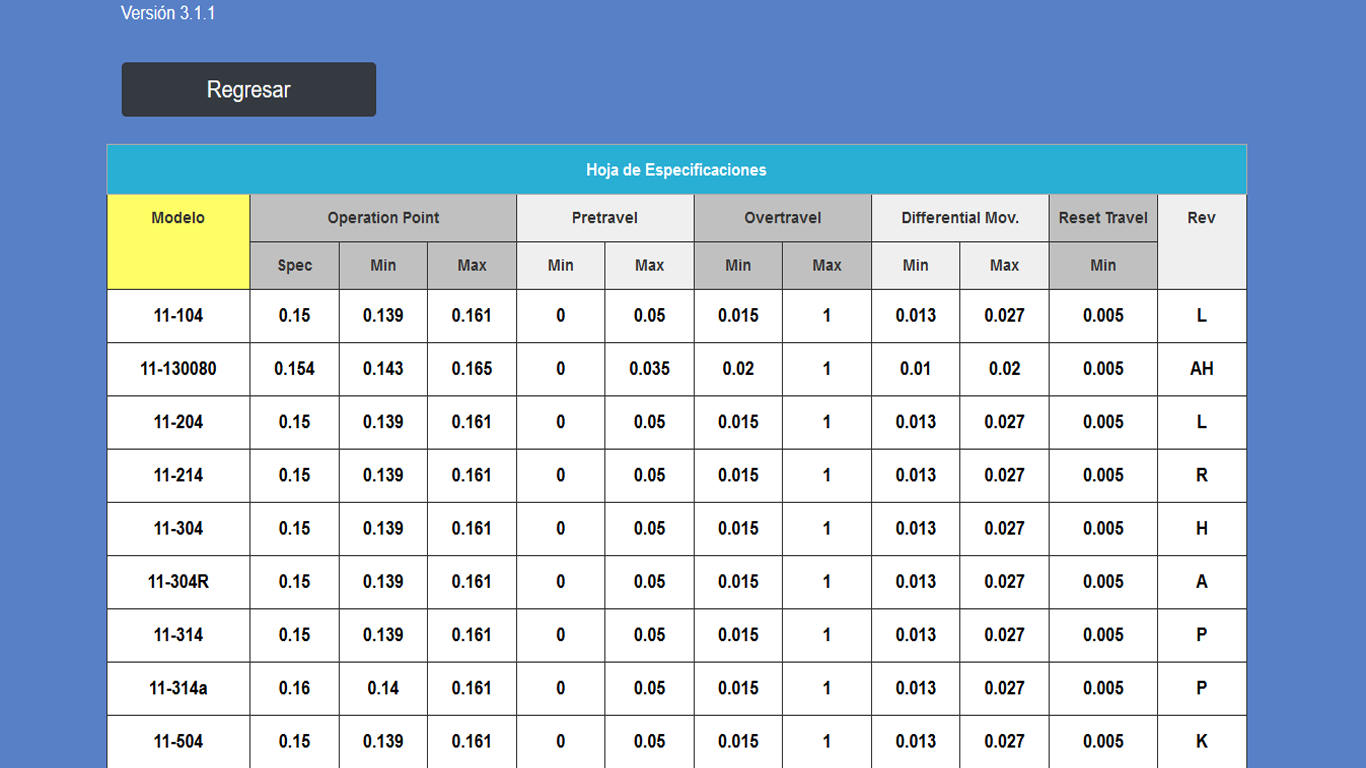 Versión 3.1.1
Regresar
Hoja de Especificaciones
Modelo Operation Point Pretravel Overtravel Differential Mov. Reset Travel Rev
Spec Min Max Min Max Min Max Min Max Min
11-104 0.15 0.139 0.161 0 0.05 0.015 1 0.013 0.027 0.005 L
11-130080 0.154 0.143 0.165 0 0.035 0.02 1 0.01 0.02 0.005 AH
11-204 0.15 0.139 0.161 0 0.05 0.015 1 0.013 0.027 0.005 L
11-214 0.15 0.139 0.161 0 0.05 0.015 1 0.013 0.027 0.005 R
11-304 0.15 0.139 0.161 0 0.05 0.015 1 0.013 0.027 0.005 H
11-304R 0.15 0.139 0.161 0 0.05 0.015 1 0.013 0.027 0.005 A
11-314 0.15 0.139 0.161 0 0.05 0.015 1 0.013 0.027 0.005 P
11-314a 0.16 0.14 0.161 0 0.05 0.015 1 0.013 0.027 0.005 P
11-504 0.15 0.139 0.161 0 0.05 0.015 1 0.013 0.027 0.005 K